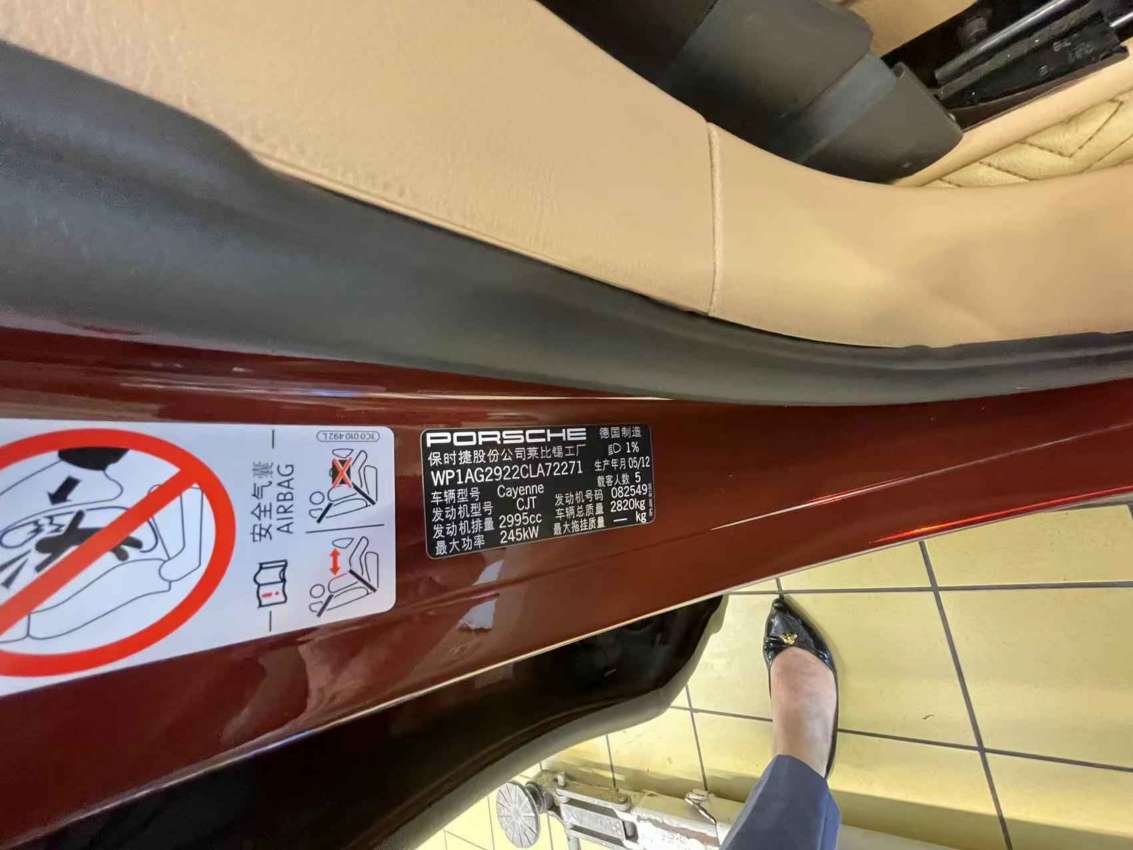 PORSCHE 德国制造
保时捷股份公司莱比锡工厂 1%
WP1AG2922CLA72271 生产年月 05/12
车辆型号 Cayenne 载客人数 5
发动机型号 CJT 发动机号码 082549
发动机排量 2995cc 车辆总质量 2820kg
最大功率 245kW 最大拖挂质量 — kg
安全气囊
AIRBAG